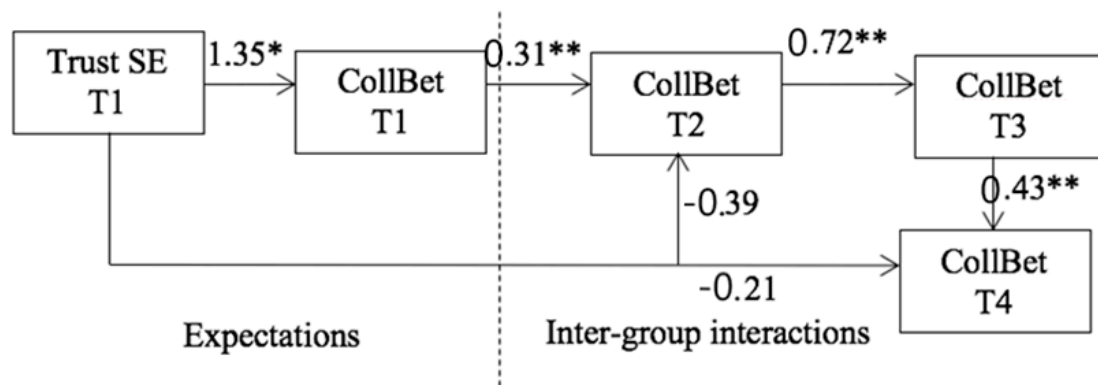 Trust SE
T1
1.35*
CollBet
T1
0.31**
CollBet
T2
0.72**
CollBet
T3
0.43**
-0.39
CollBet
T4
-0.21
Expectations
Inter-group interactions